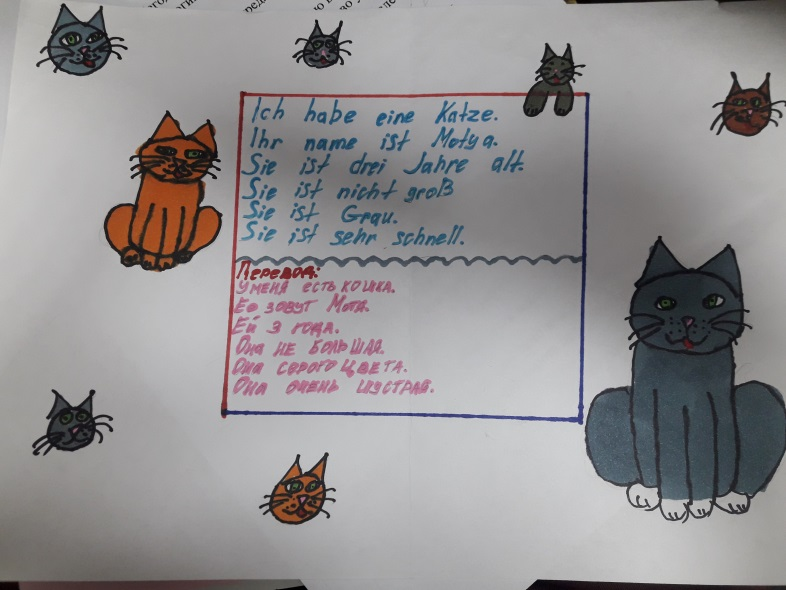 Ich habe eine Katze.
Ihr name ist Motya.
Sie ist drei Jahre alt.
Sie ist nicht groß
Sie ist Grau.
Sie ist sehr schnell.
Перевод:
У меня есть кошка.
Её зовут Мотя.
Ей 3 года.
Она не большая.
Она серого цвета.
Она очень шустрая.